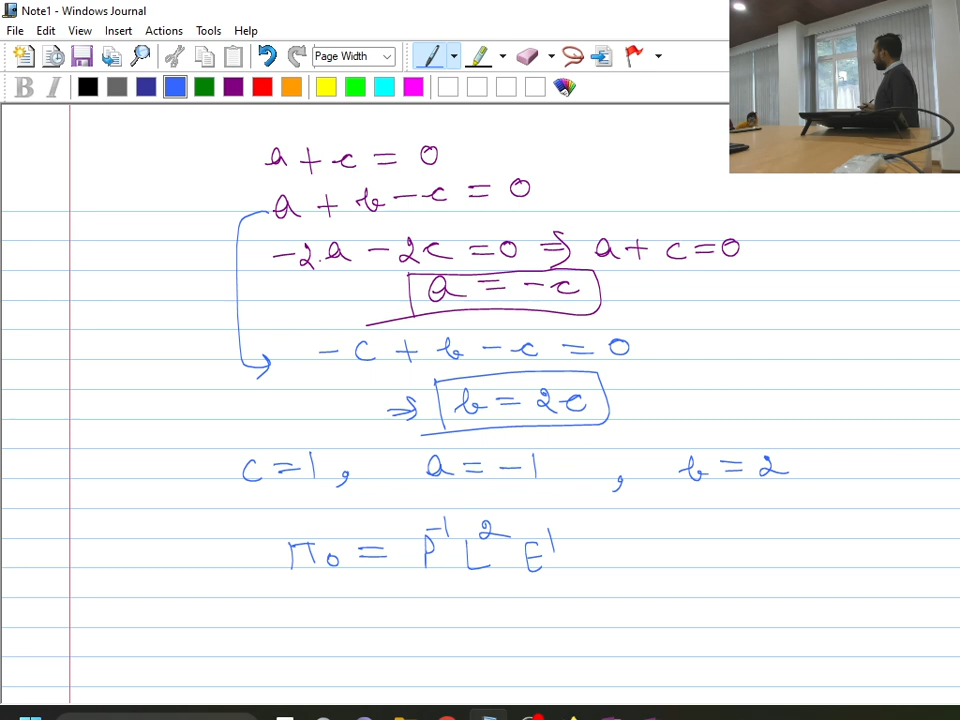 Note1 - Windows Journal
File Edit View Insert Actions Tools Help
Page Width
B I
a + c = 0
a + b - c = 0
-2a - 2c = 0 ⇒ a + c = 0
a = -c
-c + b - c = 0
⇒ b = 2c
c = 1, a = -1, b = 2
π₀ = P⁻¹ L² E¹